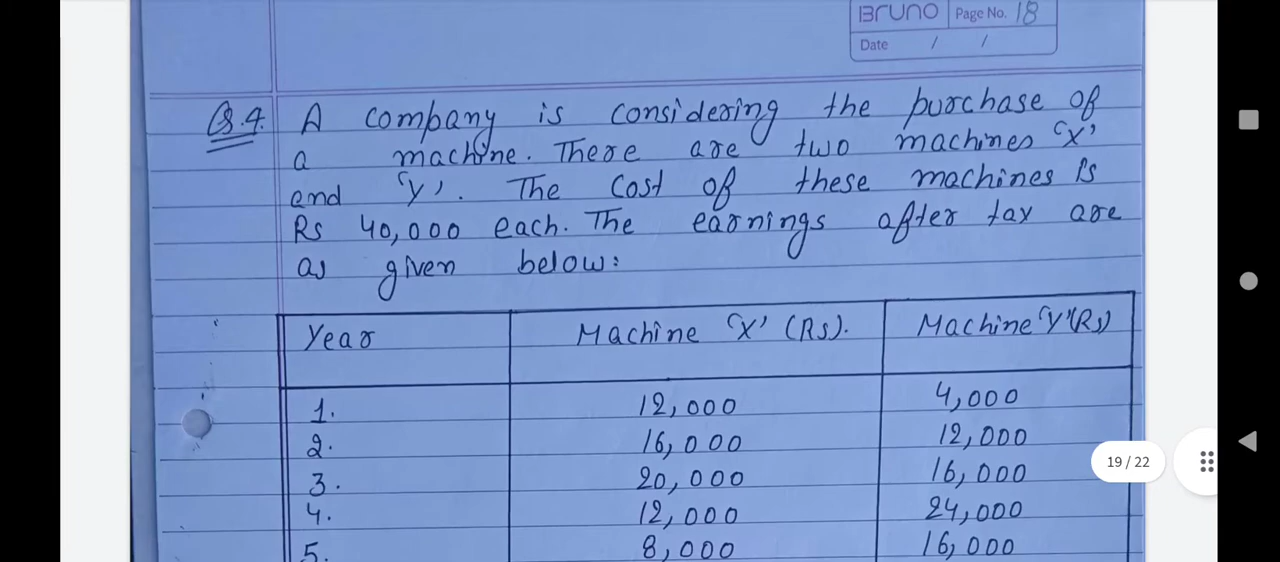 Bruno Page No. 18
Date / /
Q.4. A company is considering the purchase of
a machine. There are two machines 'X'
and 'Y'. The cost of these machines is
Rs 40,000 each. The earnings after tax are
as given below:
Year Machine 'X' (Rs). Machine 'Y' (Rs)
1. 12,000 4,000
2. 16,000 12,000
3. 20,000 16,000
4. 12,000 24,000
5. 8,000 16,000
19 / 22